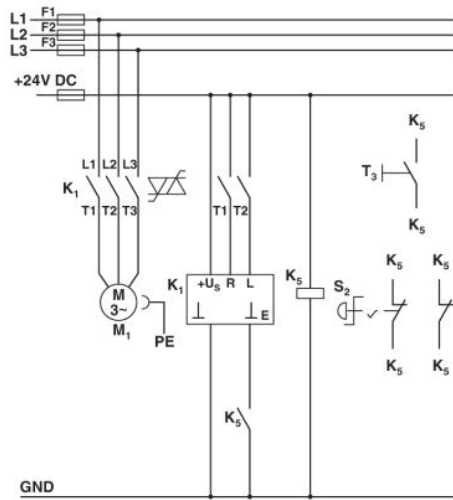 L1 F1
L2 F2
L3 F3
+24V DC
L1 L2 L3
K1
T1 T2 T3
T1 T2
K5
T3
K5
M
3~
M1
PE
K1
+US R L
E
K5
S2
K5 K5
K5 K5
K5
GND